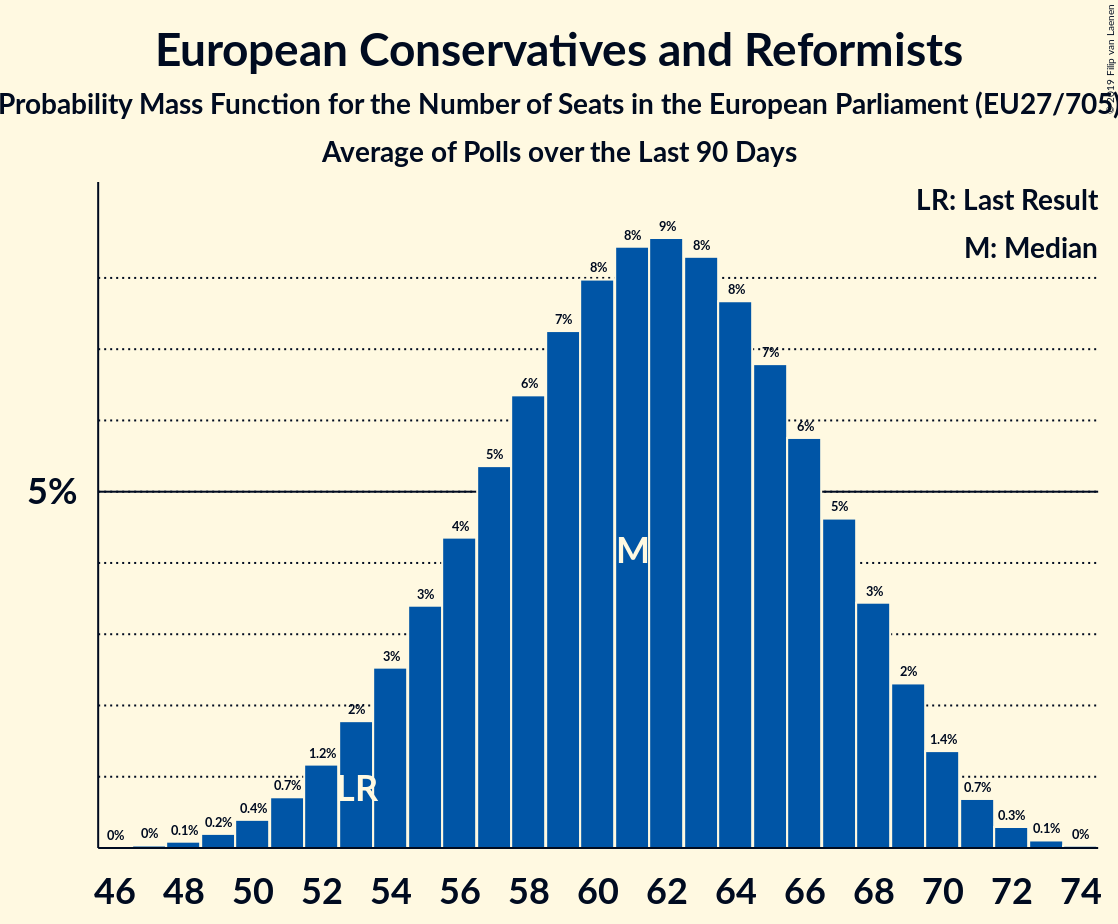 European Conservatives and Reformists
Probability Mass Function for the Number of Seats in the European Parliament (EU27/705)
Average of Polls over the Last 90 Days
© 2019 Filip van Laenen
LR: Last Result
M: Median
5%
0% 0% 0.1% 0.2% 0.4% 0.7% 1.2% 2% 3% 3% 4% 5% 6% 7% 8% 8% 9% 8% 8% 7% 6% 5% 3% 2% 1.4% 0.7% 0.3% 0.1% 0%
M
LR
46 48 50 52 54 56 58 60 62 64 66 68 70 72 74